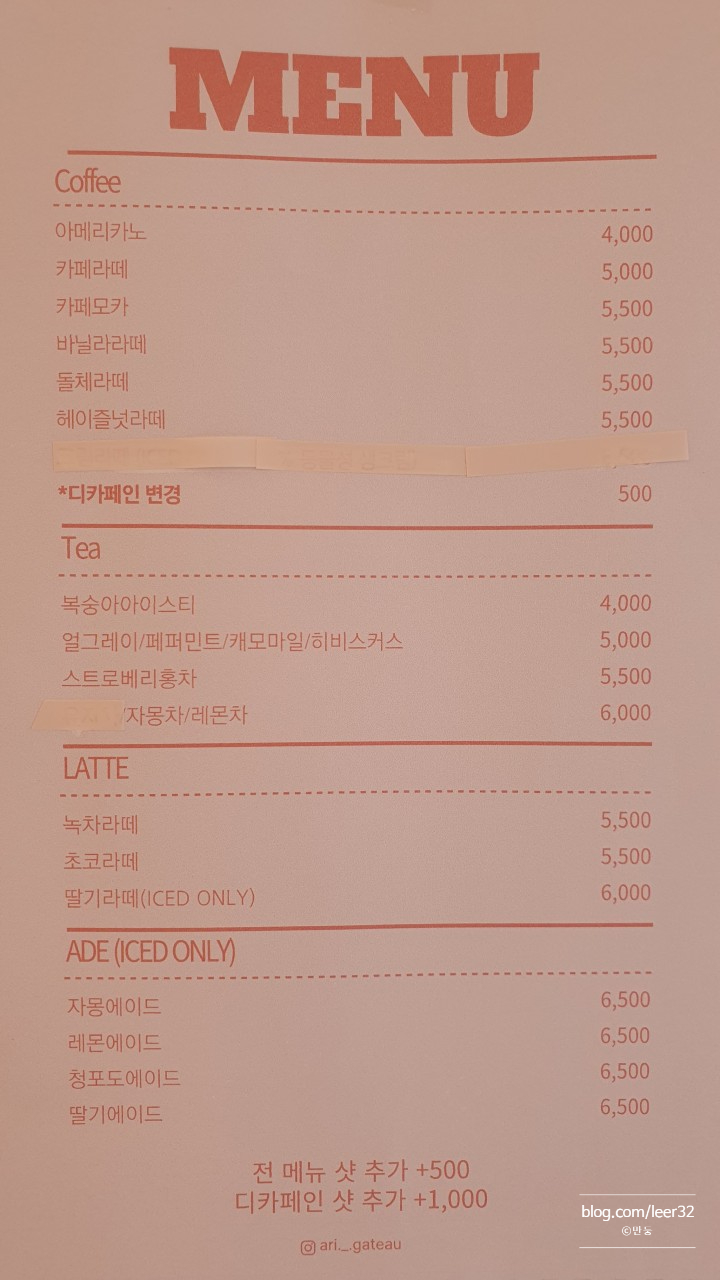 MENU
Coffee
아메리카노 4,000
카페라떼 5,000
카페모카 5,500
바닐라라떼 5,500
돌체라떼 5,500
헤이즐넛라떼 5,500
*디카페인 변경 500
Tea
복숭아아이스티 4,000
얼그레이/페퍼민트/캐모마일/히비스커스 5,000
스트로베리홍차 5,500
/자몽차/레몬차 6,000
LATTE
녹차라떼 5,500
초코라떼 5,500
딸기라떼(ICED ONLY) 6,000
ADE (ICED ONLY)
자몽에이드 6,500
레몬에이드 6,500
청포도에이드 6,500
딸기에이드 6,500
전 메뉴 샷 추가 +500
디카페인 샷 추가 +1,000
ari._.gateau
blog.com/leer32
©만둥